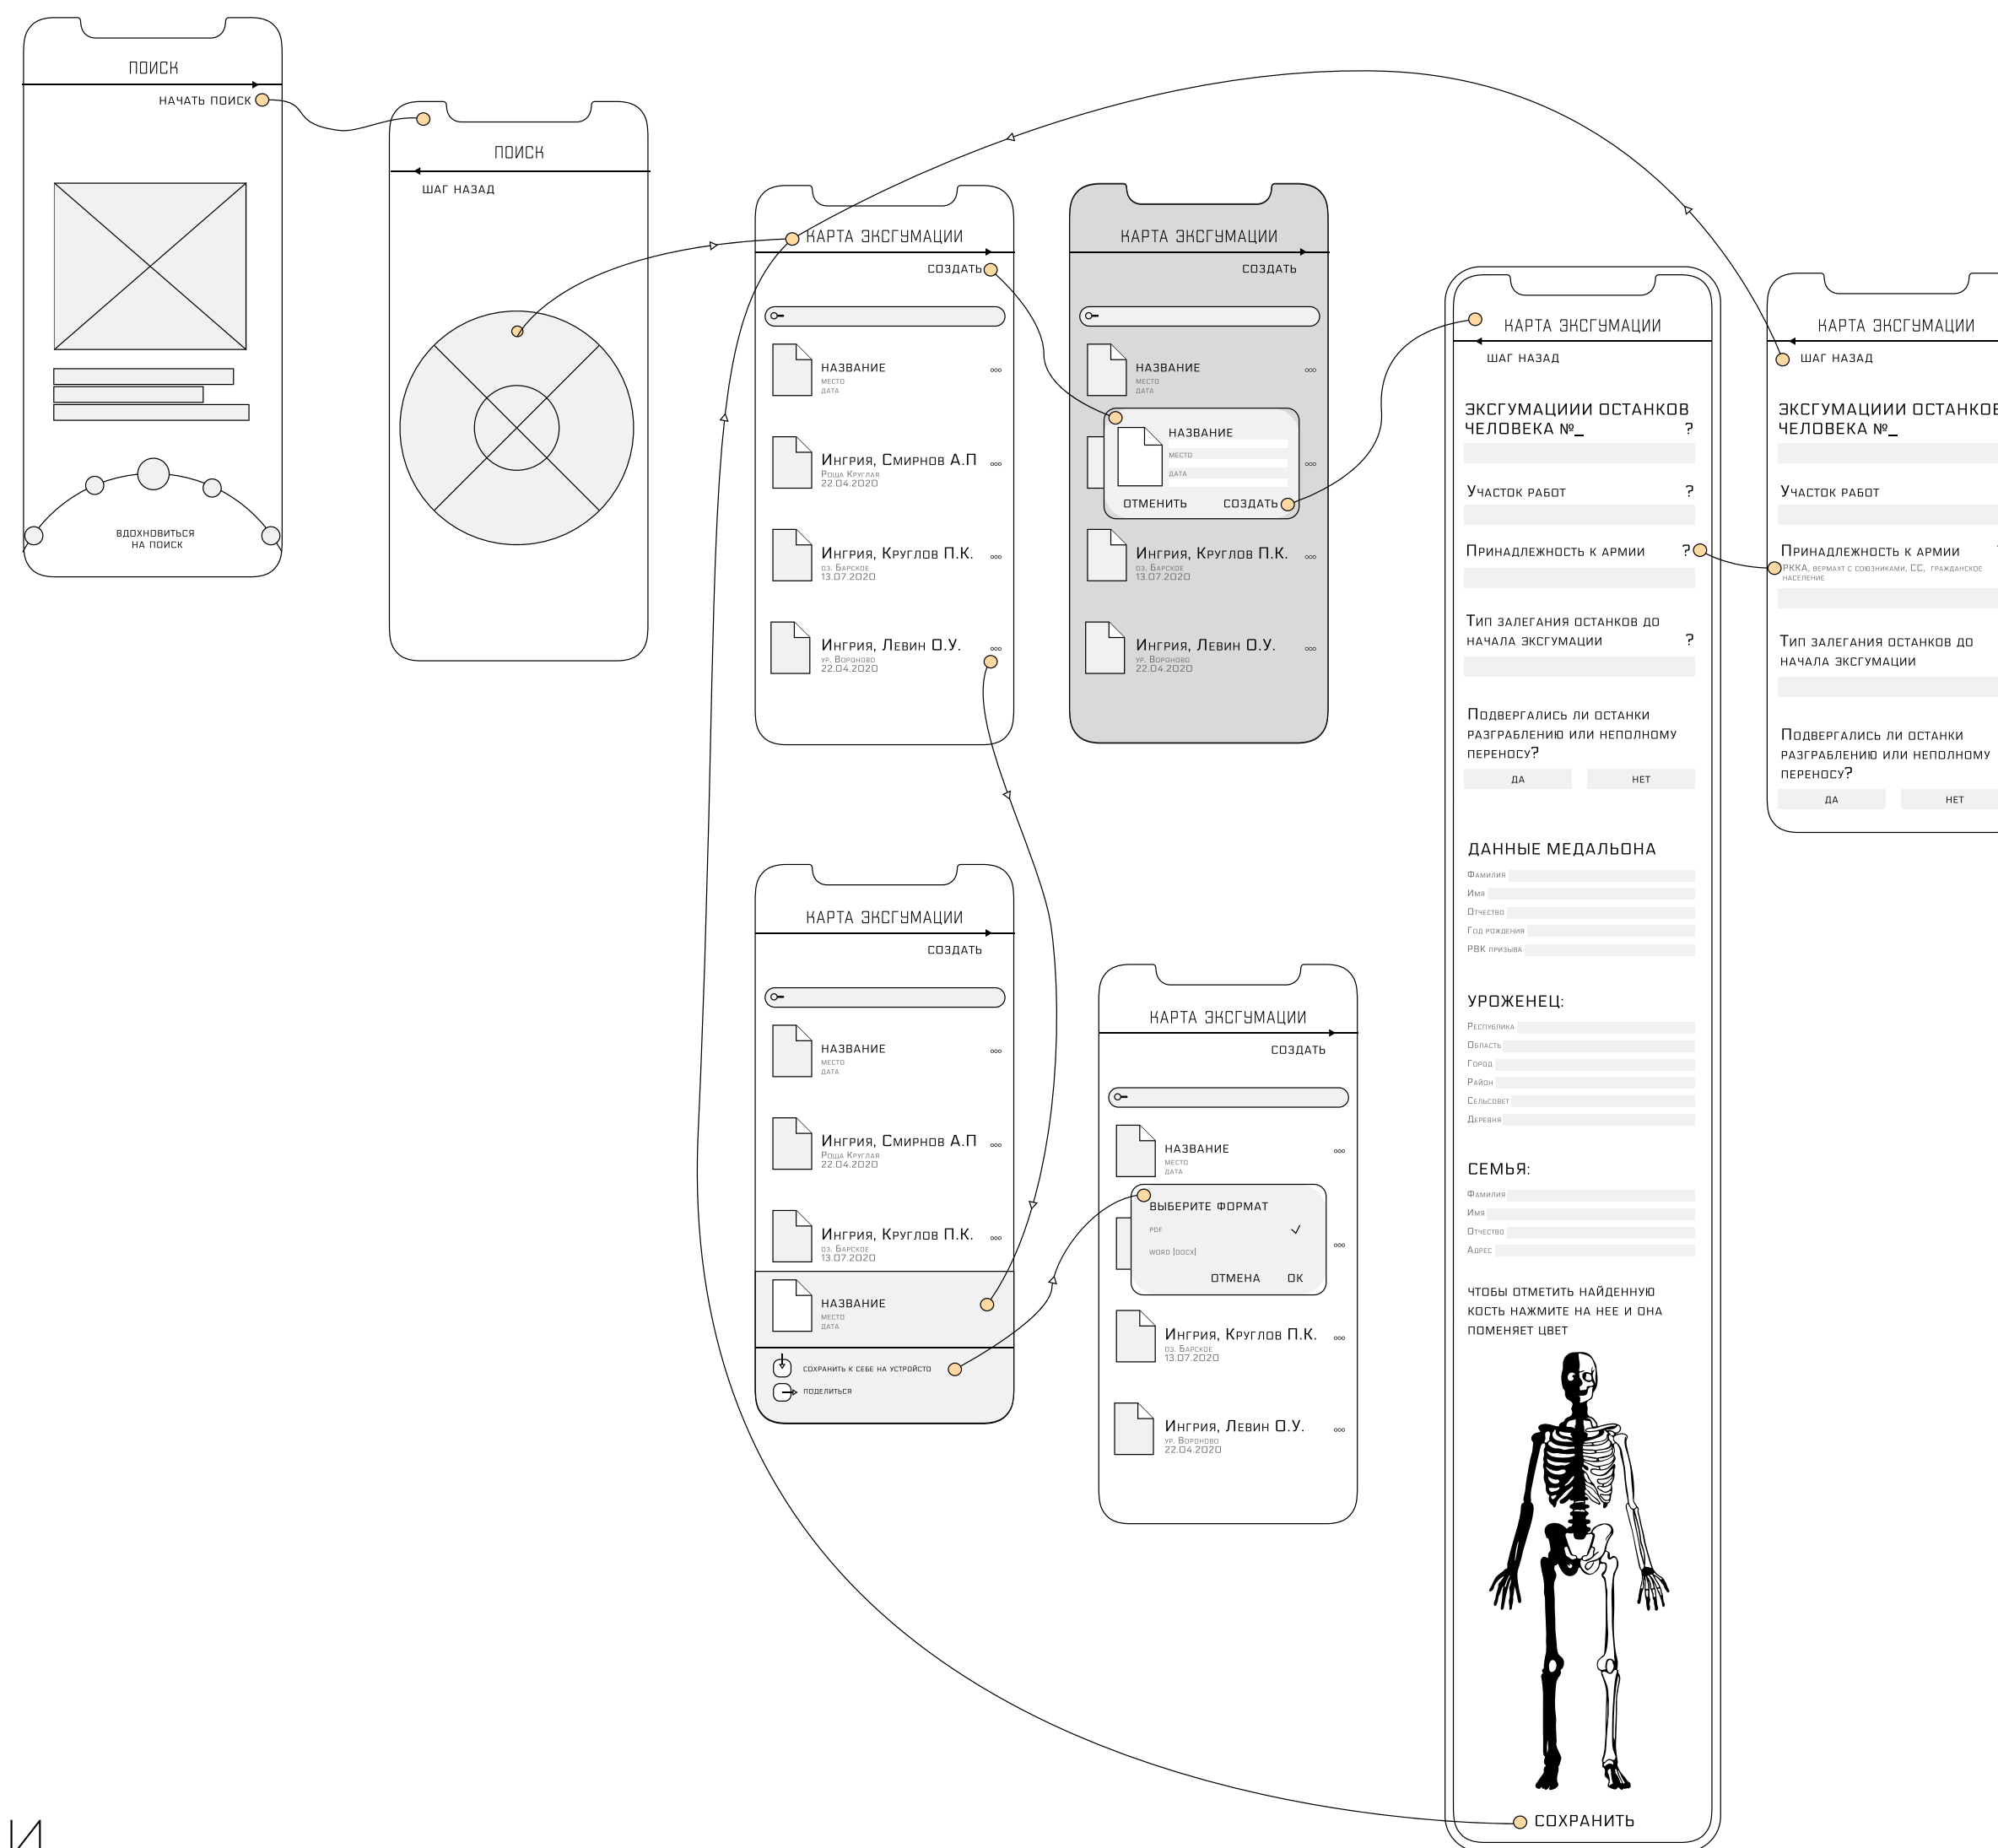 ПОИСК
НАЧАТЬ ПОИСК
ВДОХНОВИТЬСЯ
НА ПОИСК
ПОИСК
ШАГ НАЗАД
КАРТА ЭКСГУМАЦИИ
СОЗДАТЬ
НАЗВАНИЕ
МЕСТО
ДАТА
Ингрия, Смирнов А.П
Роща Круглая
22.04.2020
Ингрия, Круглов П.К.
оз. Барское
13.07.2020
Ингрия, Левин О.У.
ур. Вороново
22.04.2020
КАРТА ЭКСГУМАЦИИ
СОЗДАТЬ
НАЗВАНИЕ
МЕСТО
ДАТА
НАЗВАНИЕ
МЕСТО
ДАТА
ОТМЕНИТЬ СОЗДАТЬ
Ингрия, Круглов П.К.
оз. Барское
13.07.2020
Ингрия, Левин О.У.
ур. Вороново
22.04.2020
КАРТА ЭКСГУМАЦИИ
СОЗДАТЬ
НАЗВАНИЕ
МЕСТО
ДАТА
Ингрия, Смирнов А.П
Роща Круглая
22.04.2020
Ингрия, Круглов П.К.
оз. Барское
13.07.2020
НАЗВАНИЕ
МЕСТО
ДАТА
СОХРАНИТЬ К СЕБЕ НА УСТРОЙСТО
ПОДЕЛИТЬСЯ
КАРТА ЭКСГУМАЦИИ
СОЗДАТЬ
НАЗВАНИЕ
МЕСТО
ДАТА
ВЫБЕРИТЕ ФОРМАТ
PDF
WORD (DOCX)
ОТМЕНА ОК
Ингрия, Круглов П.К.
оз. Барское
13.07.2020
Ингрия, Левин О.У.
ур. Вороново
22.04.2020
КАРТА ЭКСГУМАЦИИ
ШАГ НАЗАД
ЭКСГУМАЦИИИ ОСТАНКОВ
ЧЕЛОВЕКА №_ ?
Участок работ ?
Принадлежность к армии ?
Тип залегания останков до
начала эксгумации ?
Подвергались ли останки
разграблению или неполному
переносу?
ДА НЕТ
ДАННЫЕ МЕДАЛЬОНА
Фамилия
Имя
Отчество
Год рождения
РВК призыва
УРОЖЕНЕЦ:
Республика
Область
Город
Район
Сельсовет
Деревня
СЕМЬЯ:
Фамилия
Имя
Отчество
Адрес
ЧТОБЫ ОТМЕТИТЬ НАЙДЕННУЮ
КОСТЬ НАЖМИТЕ НА НЕЕ И ОНА
ПОМЕНЯЕТ ЦВЕТ
СОХРАНИТЬ
КАРТА ЭКСГУМАЦИИ
ШАГ НАЗАД
ЭКСГУМАЦИИИ ОСТАНКОВ
ЧЕЛОВЕКА №_
Участок работ
Принадлежность к армии
РККА, вермахт с союзниками, СС, гражданское
население
Тип залегания останков до
начала эксгумации
Подвергались ли останки
разграблению или неполному
переносу?
ДА НЕТ